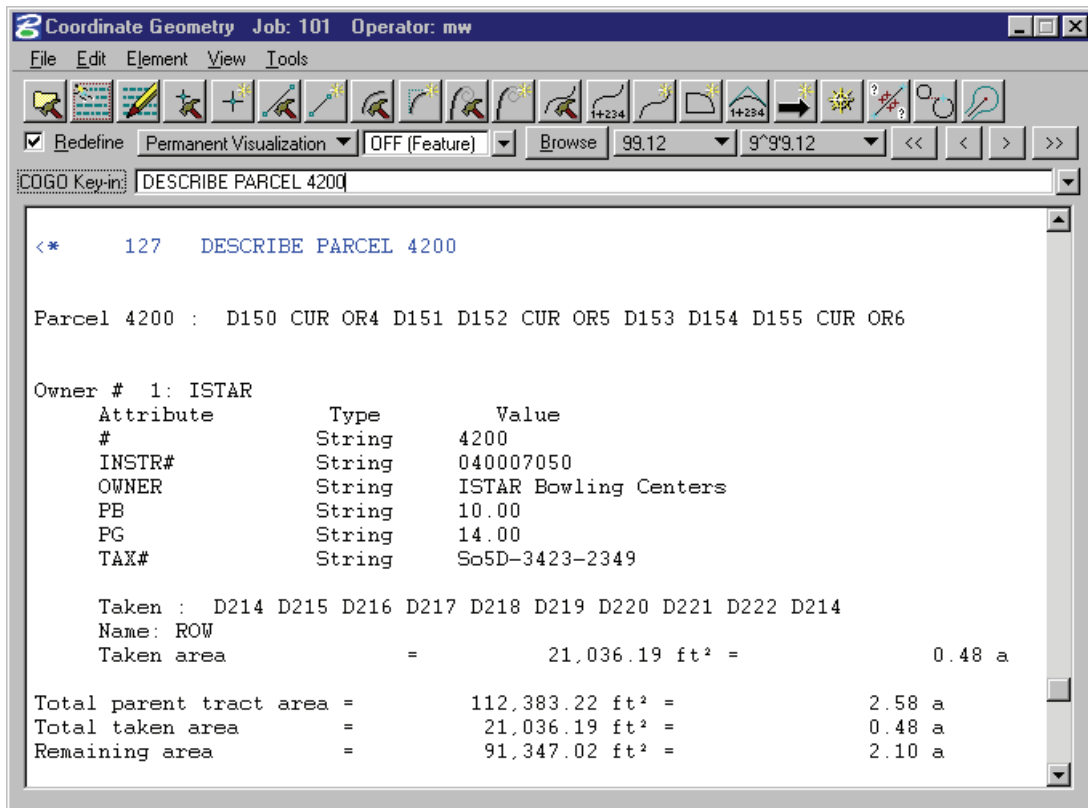 Coordinate Geometry Job: 101 Operator: mw
File Edit Element View Tools
1+234 1+234 ? ?
Redefine Permanent Visualization OFF (Feature) Browse 99.12 9^9'9.12 << < > >>
COGO Key-in: DESCRIBE PARCEL 4200
<* 127 DESCRIBE PARCEL 4200
Parcel 4200 : D150 CUR OR4 D151 D152 CUR OR5 D153 D154 D155 CUR OR6
Owner # 1: ISTAR
Attribute Type Value
# String 4200
INSTR# String 040007050
OWNER String ISTAR Bowling Centers
PB String 10.00
PG String 14.00
TAX# String So5D-3423-2349
Taken : D214 D215 D216 D217 D218 D219 D220 D221 D222 D214
Name: ROW
Taken area = 21,036.19 ft² = 0.48 a
Total parent tract area = 112,383.22 ft² = 2.58 a
Total taken area = 21,036.19 ft² = 0.48 a
Remaining area = 91,347.02 ft² = 2.10 a